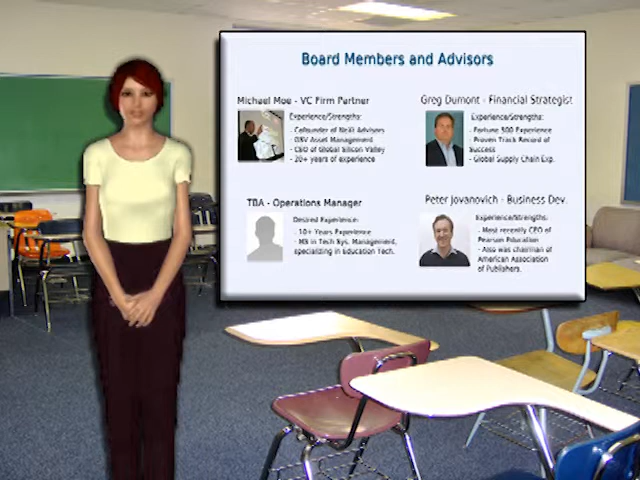 Board Members and Advisors
Michael Moe - VC Firm Partner
Experience/Strengths:
- Cofounder of NeXt Advisors
- GSV Asset Management
- CEO of Global Silicon Valley
- 20+ years of experience
Greg Dumont - Financial Strategist
Experience/Strengths:
- Fortune 500 Experience
- Proven Track Record of
Success
- Global Supply Chain Exp.
TBA - Operations Manager
Desired Experience:
- 10+ Years Experience
- MS in Tech Sys. Management,
specializing in Education Tech.
Peter Jovanovich - Business Dev.
Experience/Strengths:
- Most recently CEO of
Pearson Education
- Also was chairman of
American Association
of Publishers.